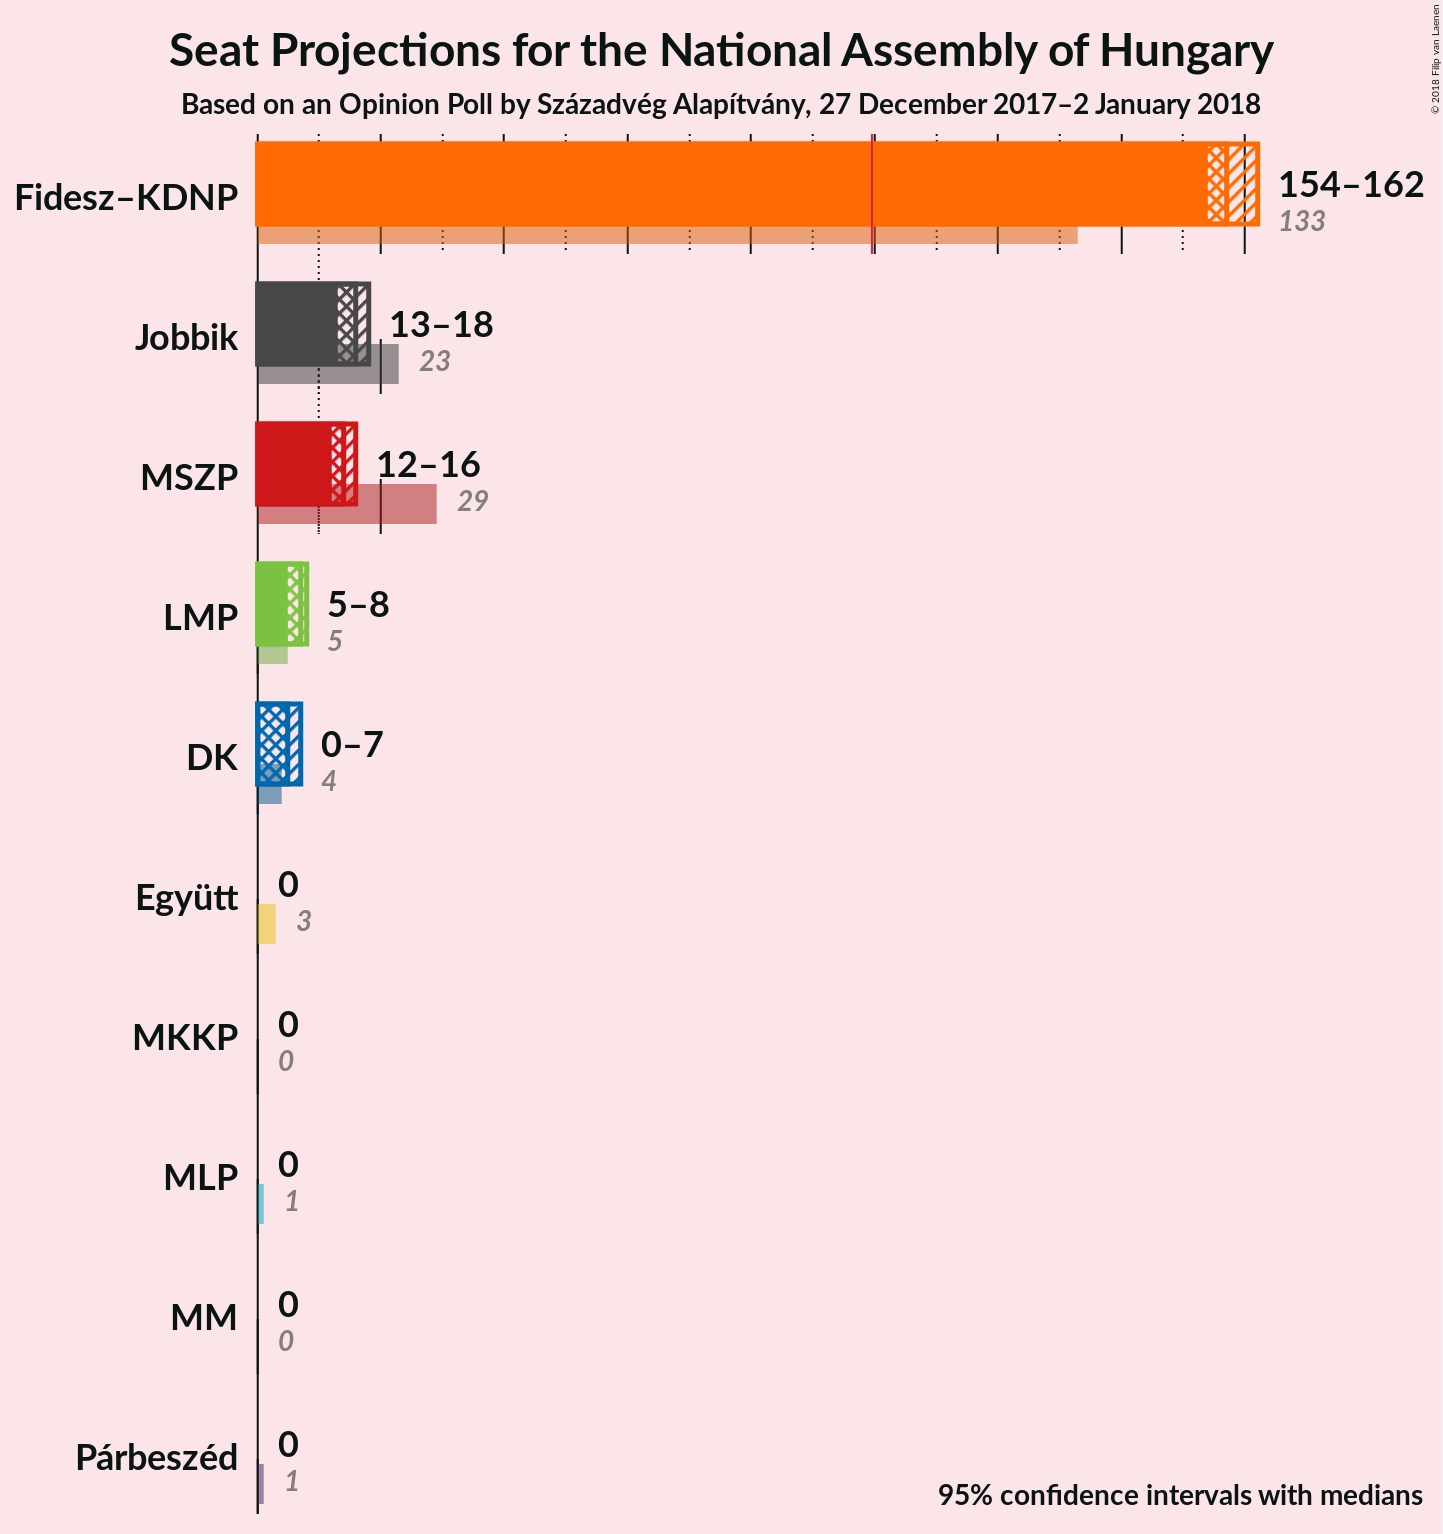 Seat Projections for the National Assembly of Hungary
Based on an Opinion Poll by Századvég Alapítvány, 27 December 2017–2 January 2018
© 2018 Filip van Laenen
Fidesz–KDNP
154–162
133
Jobbik
13–18
23
MSZP
12–16
29
LMP
5–8
5
DK
0–7
4
Együtt
0
3
MKKP
0
0
MLP
0
1
MM
0
0
Párbeszéd
0
1
95% confidence intervals with medians